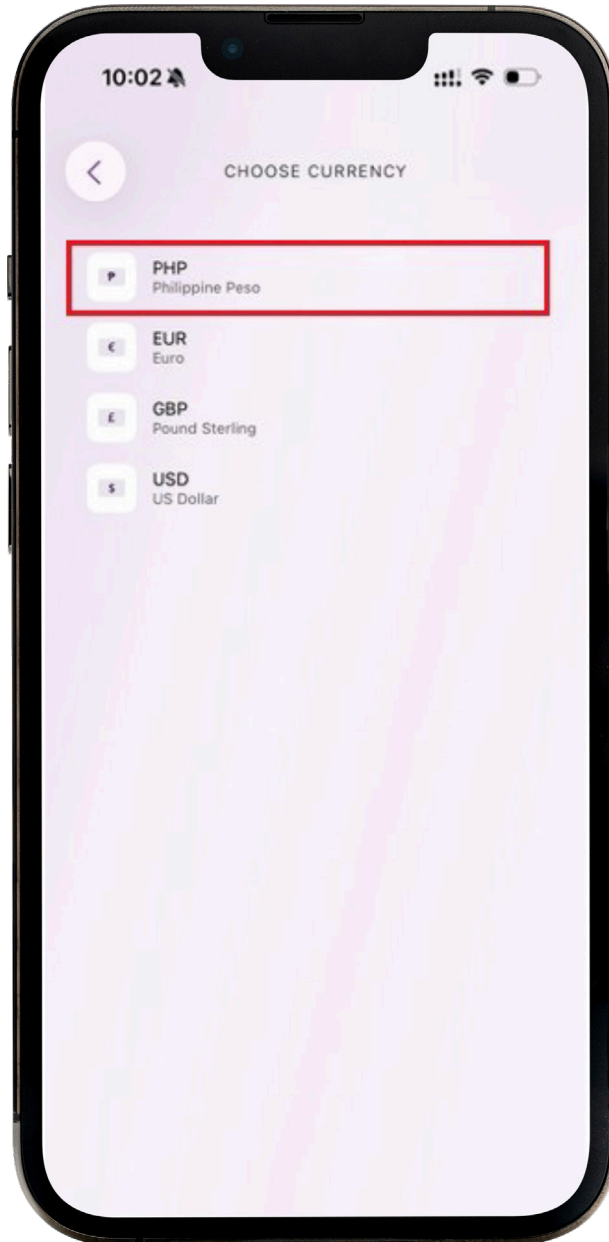 10:02
CHOOSE CURRENCY
₱
PHP
Philippine Peso
€
EUR
Euro
£
GBP
Pound Sterling
$
USD
US Dollar